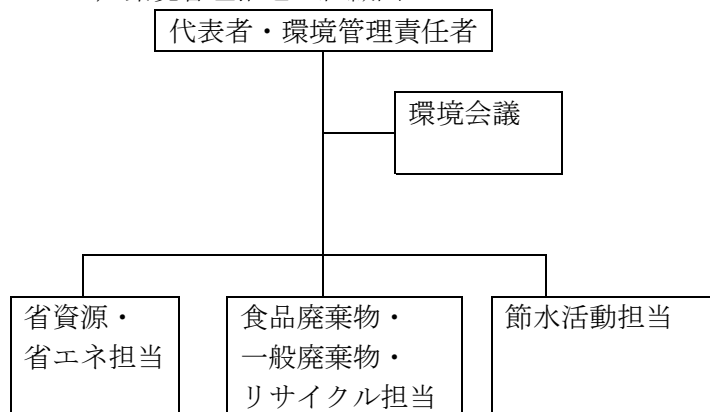 代表者・環境管理責任者
環境会議
省資源・
省エネ担当
食品廃棄物・
一般廃棄物・
リサイクル担当
節水活動担当